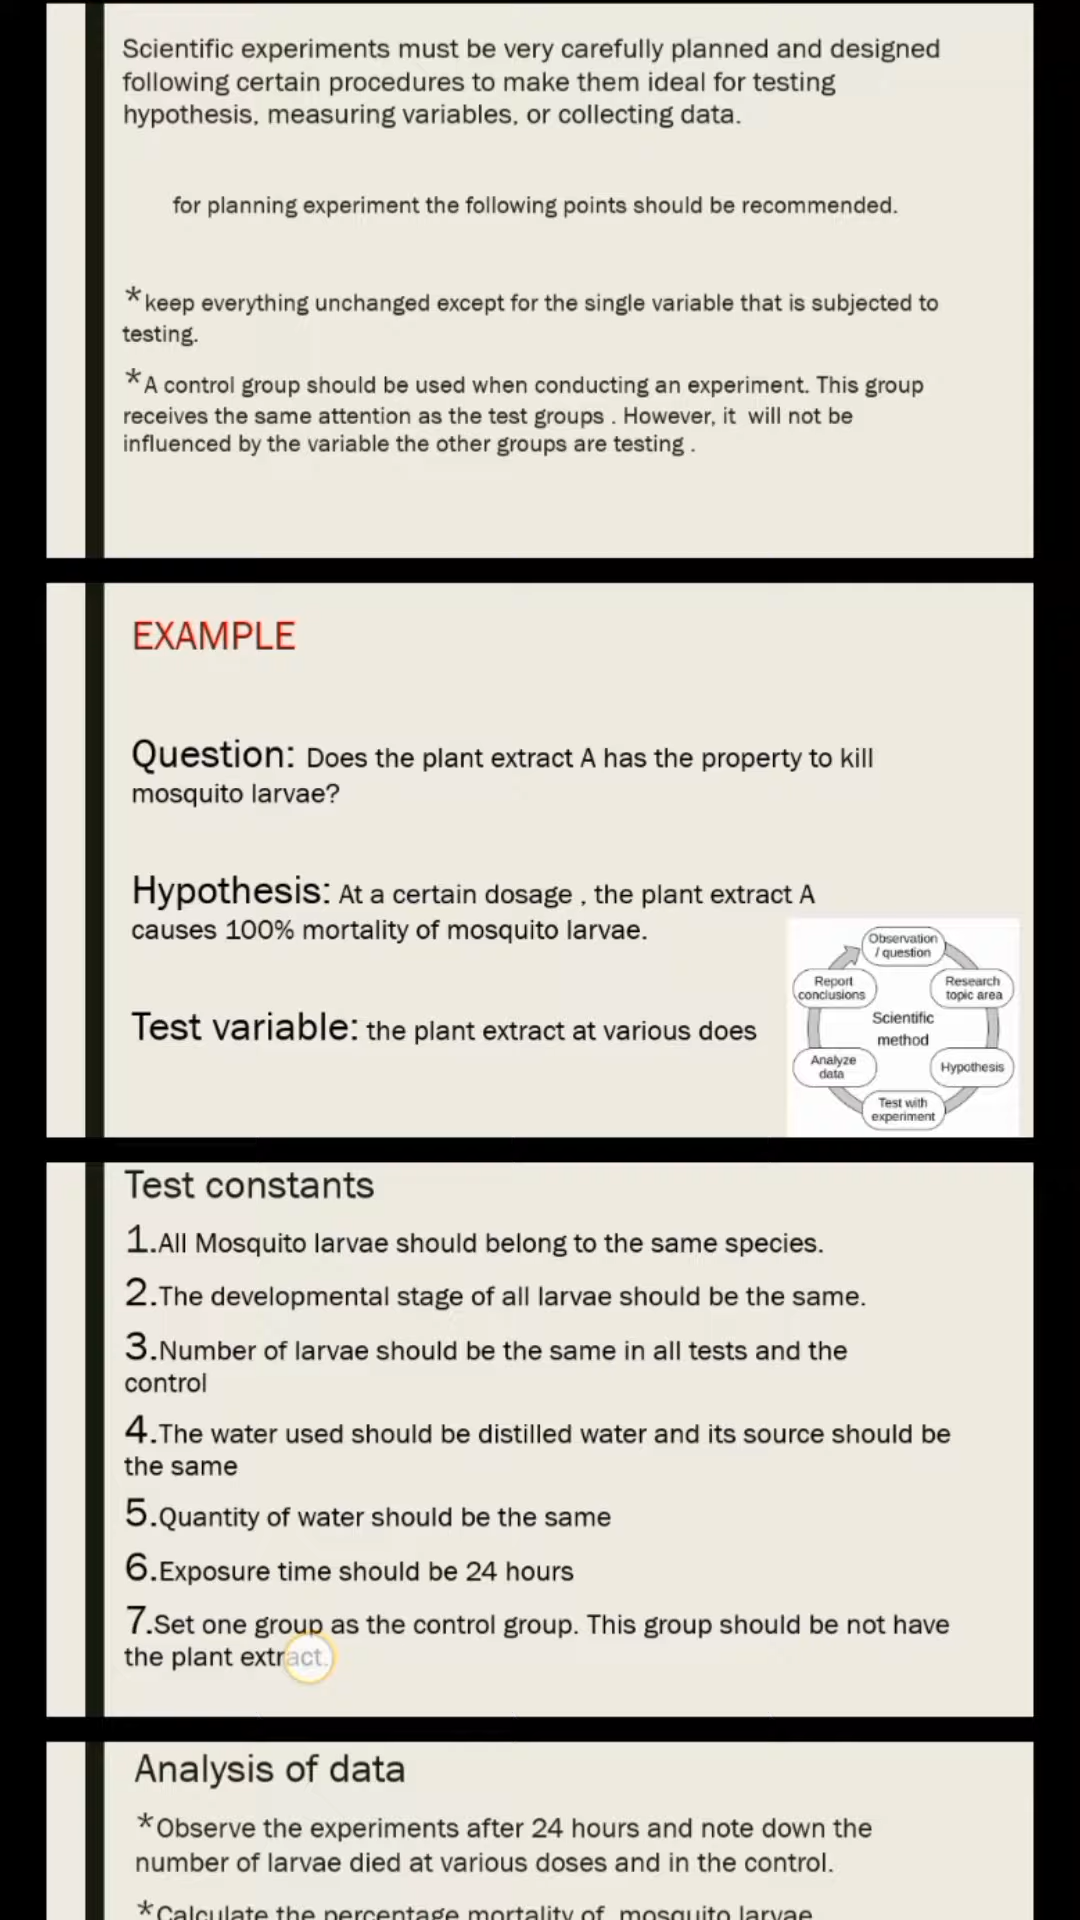 Scientific experiments must be very carefully planned and designed
following certain procedures to make them ideal for testing
hypothesis, measuring variables, or collecting data.
for planning experiment the following points should be recommended.
*keep everything unchanged except for the single variable that is subjected to
testing.
*A control group should be used when conducting an experiment. This group
receives the same attention as the test groups . However, it will not be
influenced by the variable the other groups are testing .
EXAMPLE
Question: Does the plant extract A has the property to kill
mosquito larvae?
Hypothesis: At a certain dosage , the plant extract A
causes 100% mortality of mosquito larvae.
Test variable: the plant extract at various does
Observation
/ question
Research
topic area
Hypothesis
Test with
experiment
Analyze
data
Report
conclusions
Scientific
method
Test constants
1.All Mosquito larvae should belong to the same species.
2.The developmental stage of all larvae should be the same.
3.Number of larvae should be the same in all tests and the
control
4.The water used should be distilled water and its source should be
the same
5.Quantity of water should be the same
6.Exposure time should be 24 hours
7.Set one group as the control group. This group should be not have
the plant extract.
Analysis of data
*Observe the experiments after 24 hours and note down the
number of larvae died at various doses and in the control.
*Calculate the percentage mortality of mosquito larvae